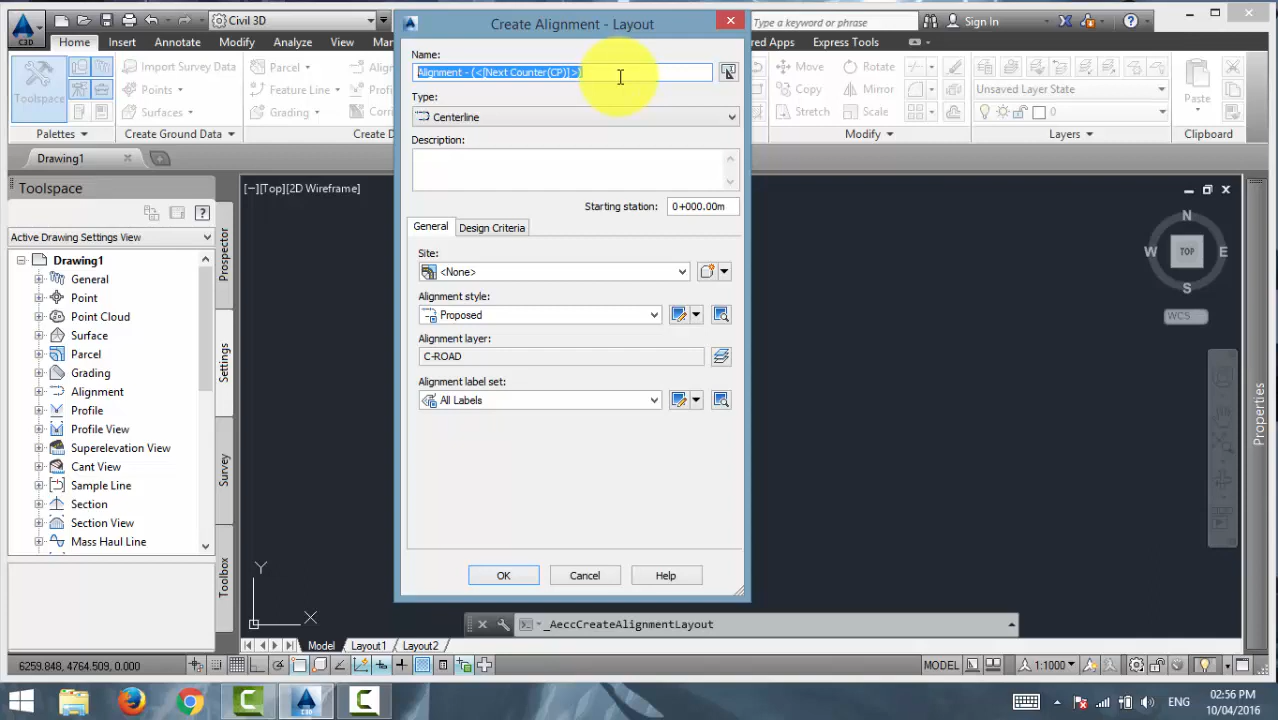 Civil 3D
Create Alignment - Layout
Type a keyword or phrase
Sign In
C3D
Home
Insert
Annotate
Modify
Analyze
View
Express Tools
Toolspace
Import Survey Data
Points
Surfaces
Parcel
Feature Line
Grading
Move
Copy
Scale
Mirror
Rotate
Stretch
Unsaved Layer State
0
Paste
Palettes
Create Ground Data
Modify
Layers
Clipboard
Drawing1
Toolspace
Active Drawing Settings View
Drawing1
General
Point
Point Cloud
Surface
Parcel
Grading
Alignment
Profile
Profile View
Superelevation View
Cant View
Sample Line
Section
Section View
Mass Haul Line
Prospector
Settings
Survey
Toolbox
[−][Top][2D Wireframe]
Name:
Alignment - (<[Next Counter(CP)]>)
Type:
Centerline
Description:
Starting station:
0+000.00m
General
Design Criteria
Site:
<None>
Alignment style:
Proposed
Alignment layer:
C-ROAD
Alignment label set:
All Labels
OK
Cancel
Help
N
W
TOP
E
S
WCS
Properties
Y
X
_AeccCreateAlignmentLayout
Model
Layout1
Layout2
6259.848, 4764.509, 0.000
MODEL
1:1000
ENG
02:56 PM
10/04/2016